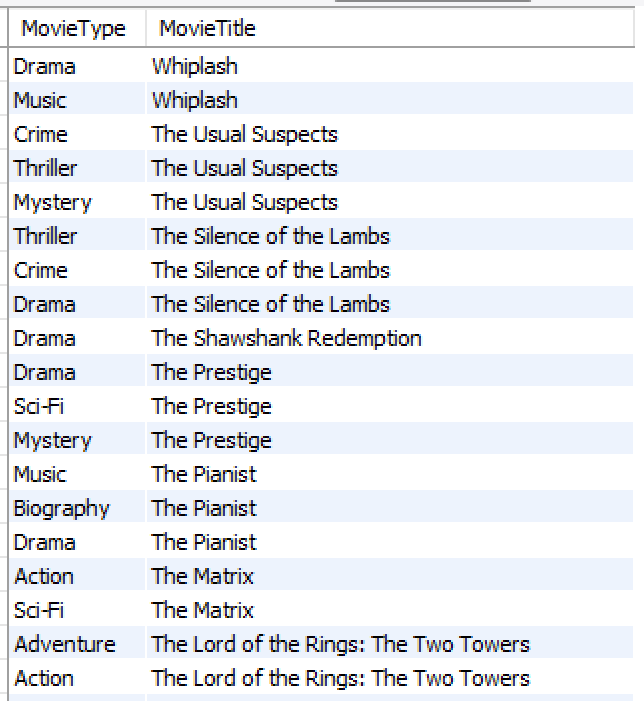 MovieType MovieTitle
Drama Whiplash
Music Whiplash
Crime The Usual Suspects
Thriller The Usual Suspects
Mystery The Usual Suspects
Thriller The Silence of the Lambs
Crime The Silence of the Lambs
Drama The Silence of the Lambs
Drama The Shawshank Redemption
Drama The Prestige
Sci-Fi The Prestige
Mystery The Prestige
Music The Pianist
Biography The Pianist
Drama The Pianist
Action The Matrix
Sci-Fi The Matrix
Adventure The Lord of the Rings: The Two Towers
Action The Lord of the Rings: The Two Towers